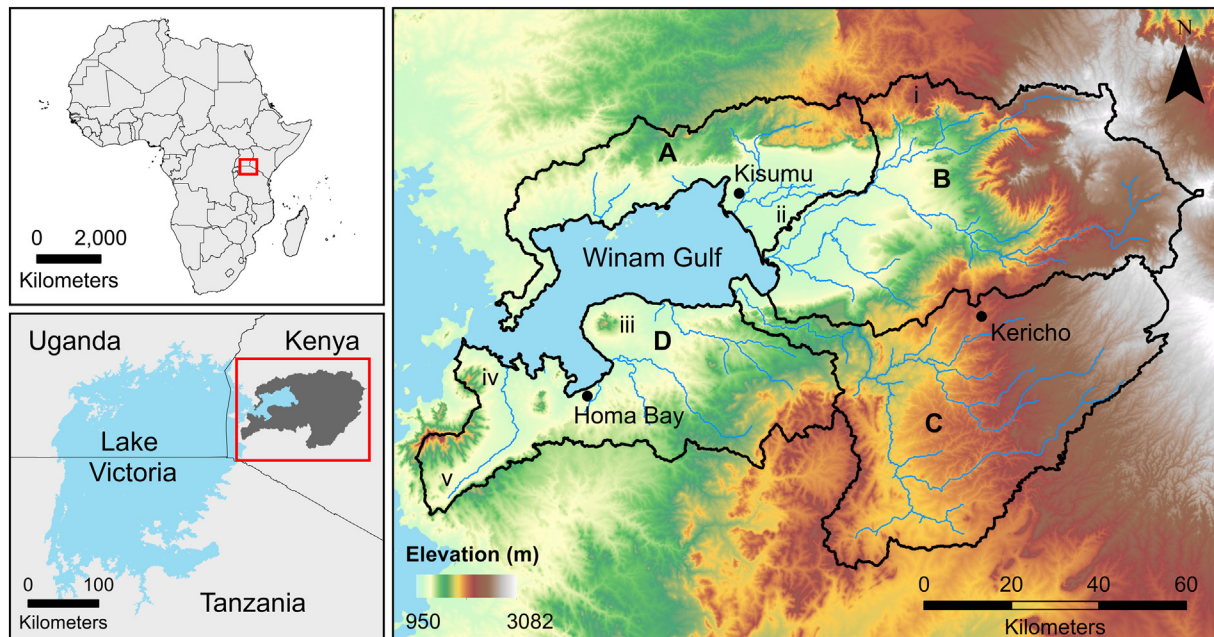 0 2,000
Kilometers
Uganda
Kenya
Lake
Victoria
0 100
Kilometers
Tanzania
N
i
A
Kisumu
B
ii
Winam Gulf
iii
D
Kericho
iv
Homa Bay
C
v
Elevation (m)
950 3082
0 20 40 60
Kilometers